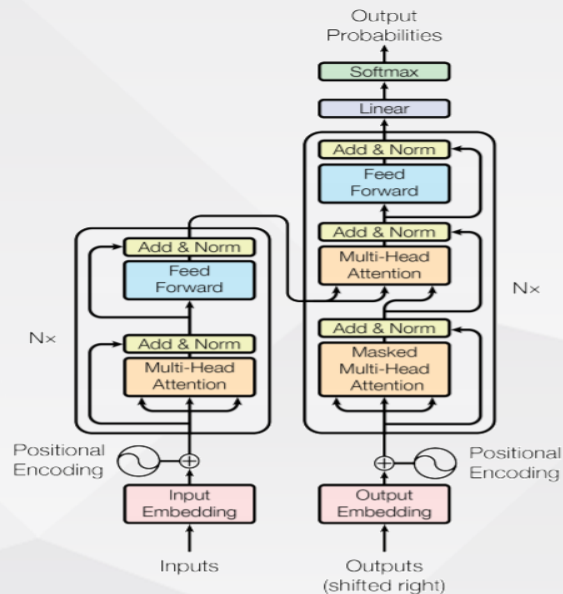 Output
Probabilities
Softmax
Linear
Add & Norm
Feed
Forward
Add & Norm
Multi-Head
Attention
Add & Norm
Masked
Multi-Head
Attention
Nx
Add & Norm
Feed
Forward
Add & Norm
Multi-Head
Attention
Nx
Positional
Encoding
Positional
Encoding
Input
Embedding
Output
Embedding
Inputs
Outputs
(shifted right)